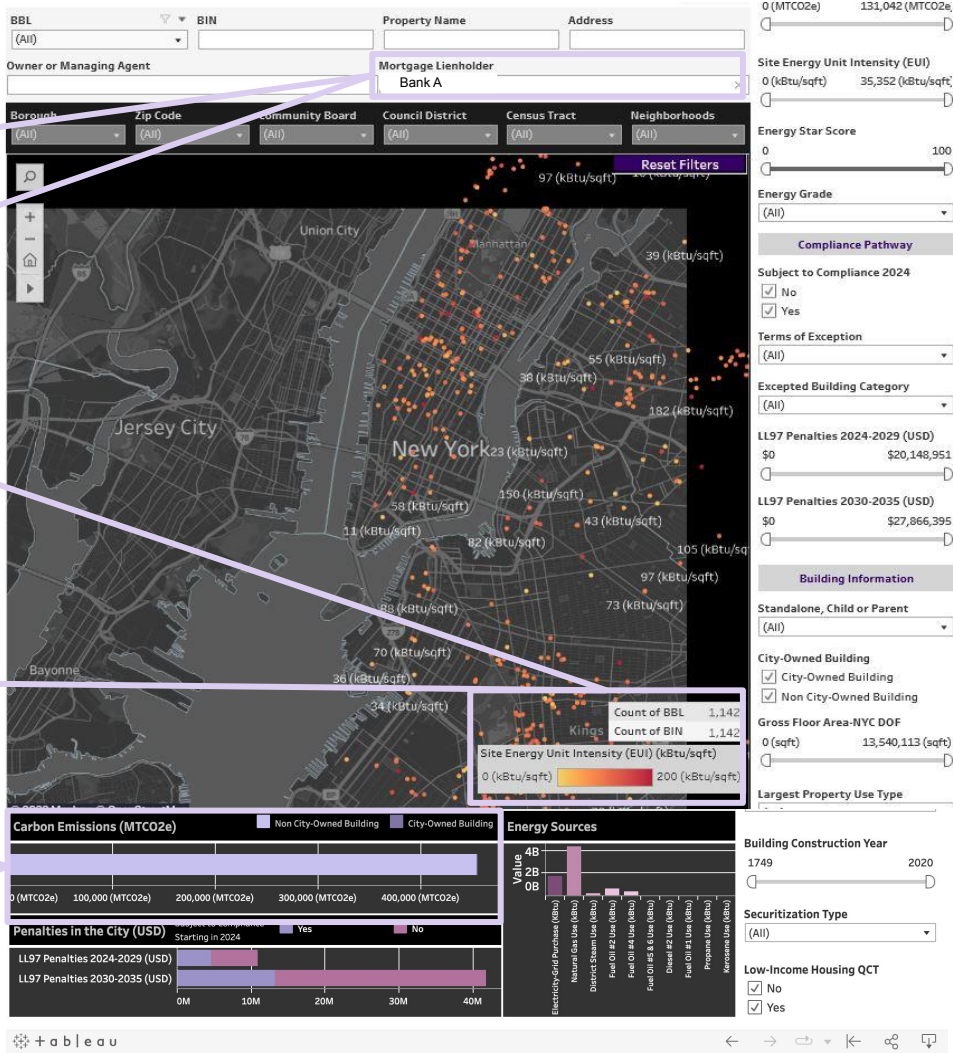 BBL
BIN
Property Name
Address
(All)
Owner or Managing Agent
Mortgage Lienholder
Bank A
Borough
Zip Code
Community Board
Council District
Census Tract
Neighborhoods
(All)
(All)
(All)
(All)
(All)
(All)
Reset Filters
97 (kBtu/sqft)
Union City
Manhattan
39 (kBtu/sqft)
55 (kBtu/sqft)
38 (kBtu/sqft)
182 (kBtu/sqft)
Jersey City
78
New York
23 (kBtu/sqft)
150 (kBtu/sqft)
58 (kBtu/sqft)
43 (kBtu/sqft)
11 (kBtu/sqft)
82 (kBtu/sqft)
105 (kBtu/sq
97 (kBtu/sqft)
88 (kBtu/sqft)
73 (kBtu/sqft)
278
70 (kBtu/sqft)
Bayonne
36 (kBtu/sqft)
34 (kBtu/sqft)
Kings
Count of BBL 1,142
Count of BIN 1,142
Site Energy Unit Intensity (EUI) (kBtu/sqft)
0 (kBtu/sqft) 200 (kBtu/sqft)
0 (MTCO2e) 131,042 (MTCO2e
Site Energy Unit Intensity (EUI)
0 (kBtu/sqft) 35,352 (kBtu/sqft
Energy Star Score
0 100
Energy Grade
(All)
Compliance Pathway
Subject to Compliance 2024
No
Yes
Terms of Exception
(All)
Excepted Building Category
(All)
LL97 Penalties 2024-2029 (USD)
$0 $20,148,951
LL97 Penalties 2030-2035 (USD)
$0 $27,866,395
Building Information
Standalone, Child or Parent
(All)
City-Owned Building
City-Owned Building
Non City-Owned Building
Gross Floor Area-NYC DOF
0 (sqft) 13,540,113 (sqft)
Largest Property Use Type
Building Construction Year
1749 2020
Securitization Type
(All)
Low-Income Housing QCT
No
Yes
Carbon Emissions (MTCO2e)
Non City-Owned Building
City-Owned Building
0 (MTCO2e) 100,000 (MTCO2e) 200,000 (MTCO2e) 300,000 (MTCO2e) 400,000 (MTCO2e)
Penalties in the City (USD)
Starting in 2024
Yes
No
LL97 Penalties 2024-2029 (USD)
LL97 Penalties 2030-2035 (USD)
0M 10M 20M 30M 40M
Energy Sources
Value
4B
2B
0B
Electricity-Grid Purchase (KBtu)
Natural Gas Use (kBtu)
District Steam Use (kBtu)
Fuel Oil #2 Use (kBtu)
Fuel Oil #4 Use (kBtu)
Fuel Oil #5 & 6 Use (kBtu)
Diesel #2 Use (kBtu)
Fuel Oil #1 Use (kBtu)
Propane Use (kBtu)
Kerosene Use (kBtu)
+ableau